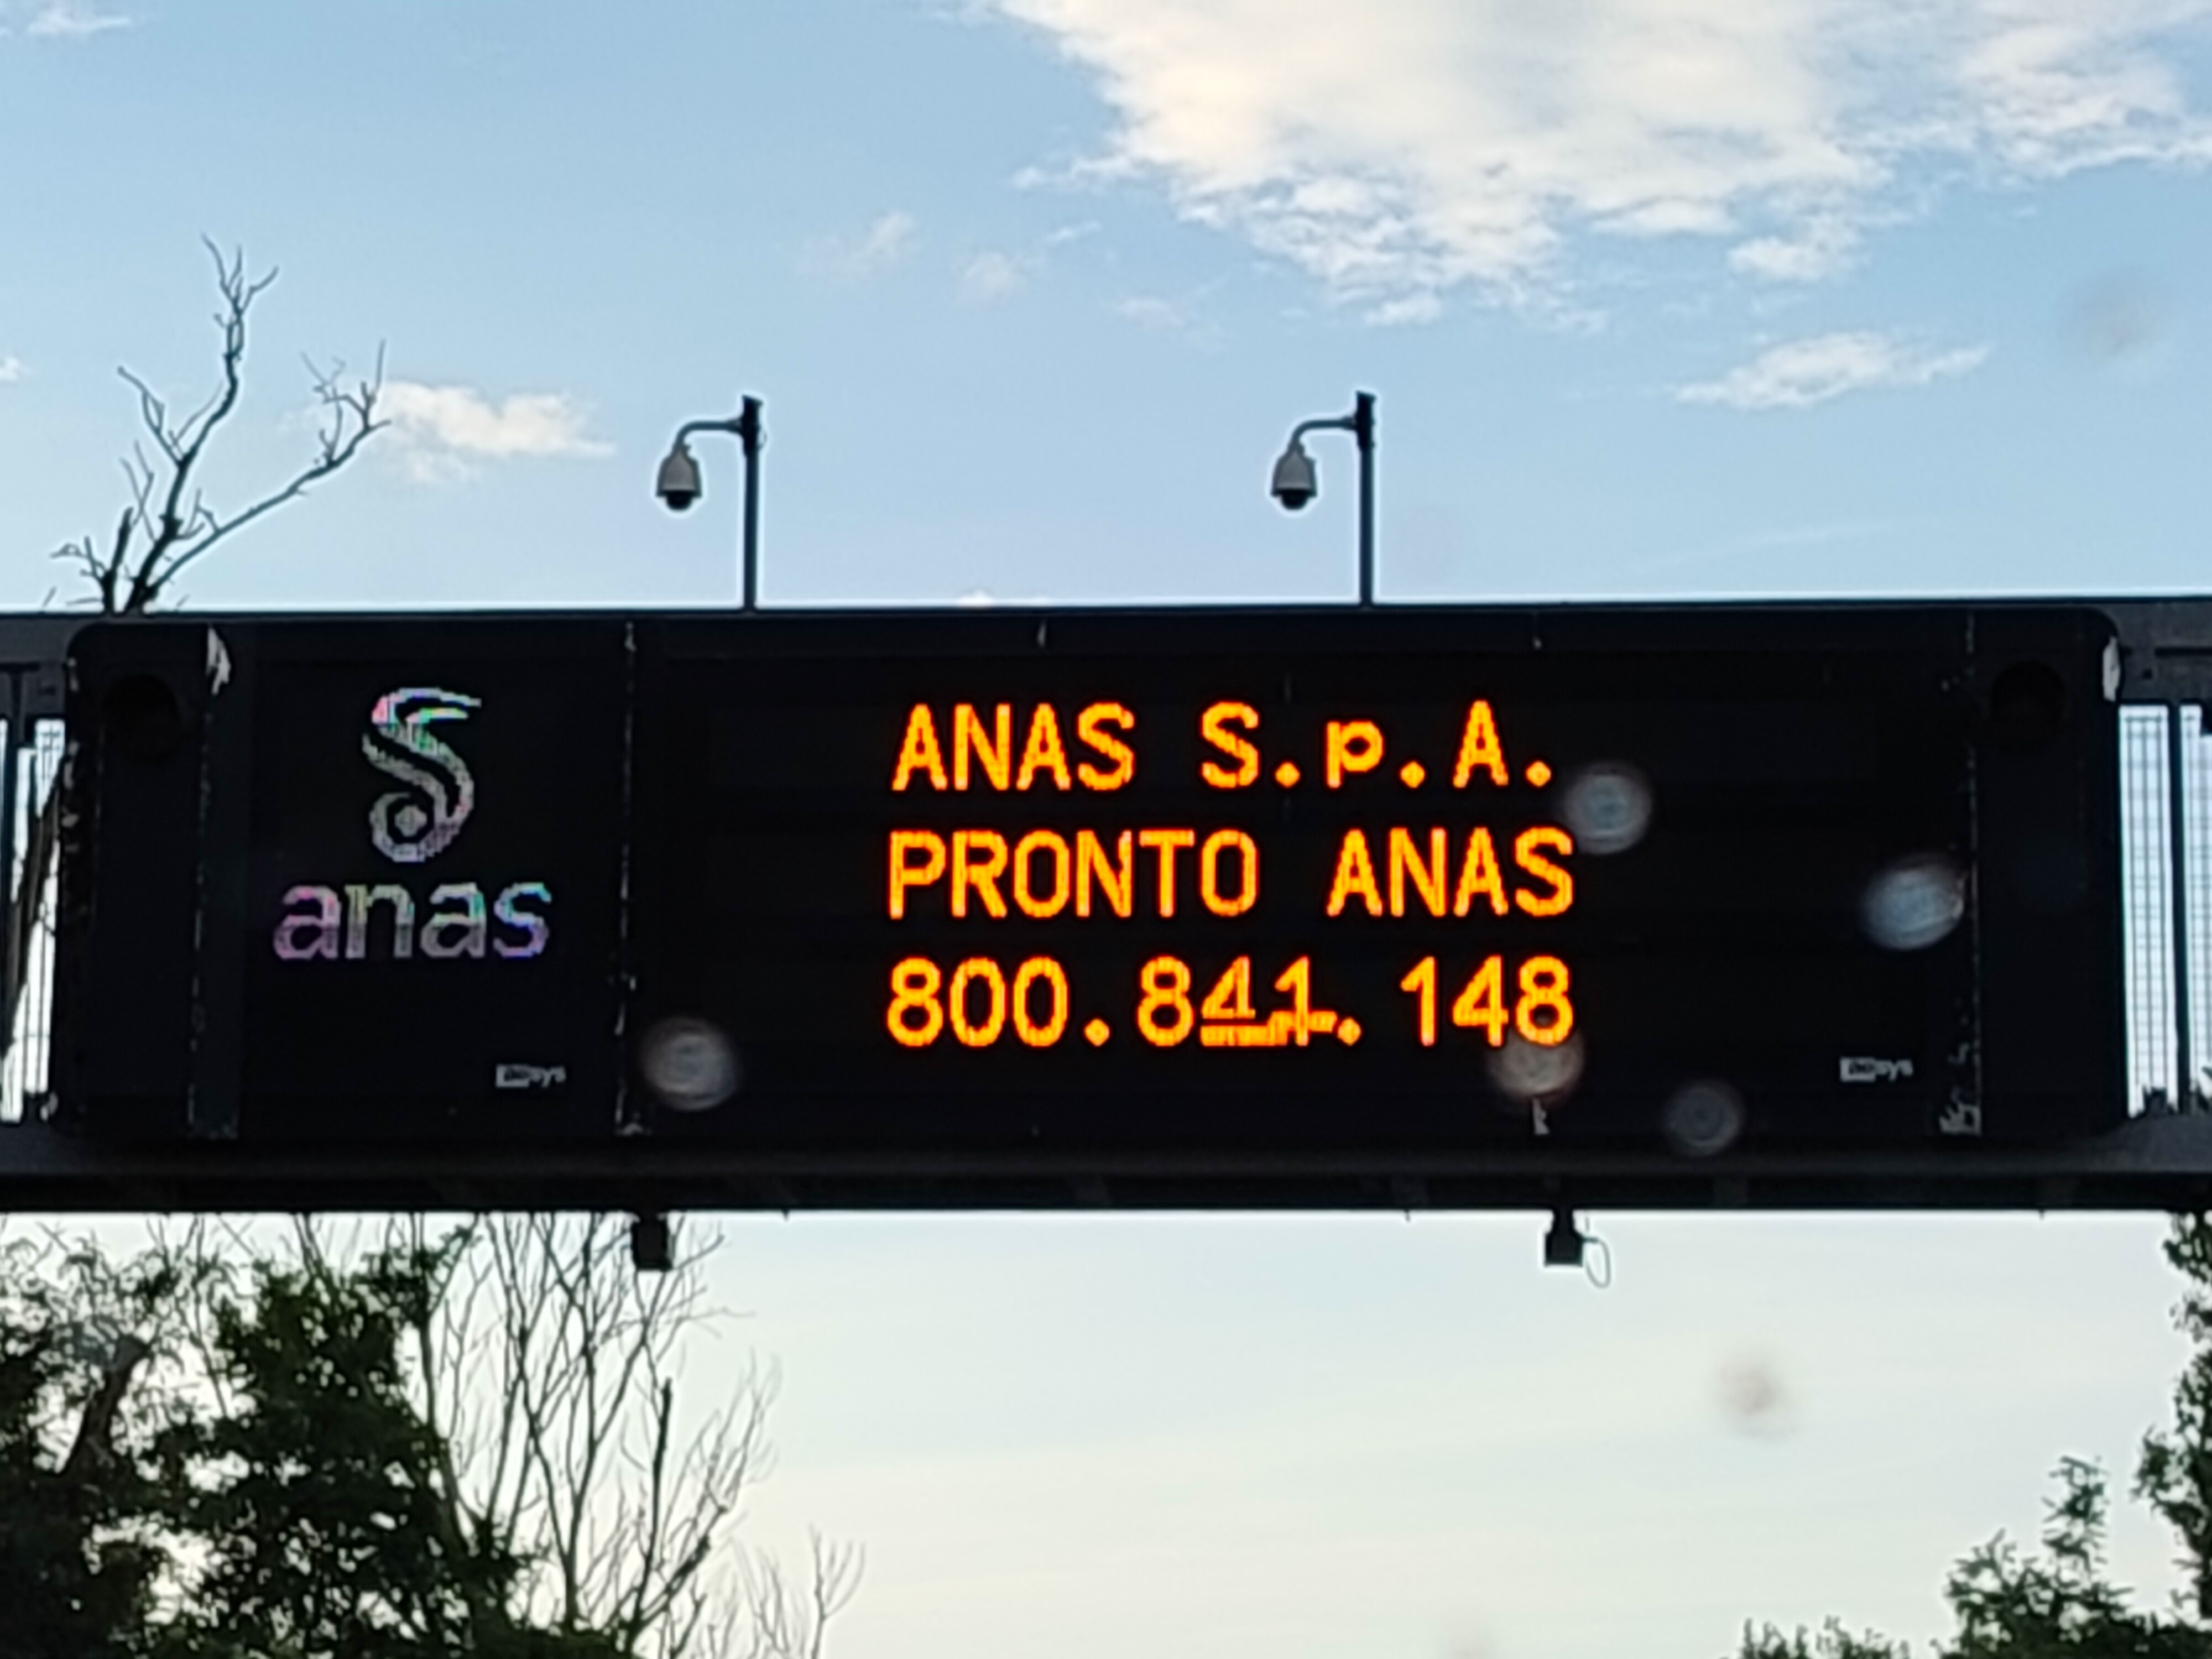 anas
ANAS S.p.A.
PRONTO ANAS
800.841.148